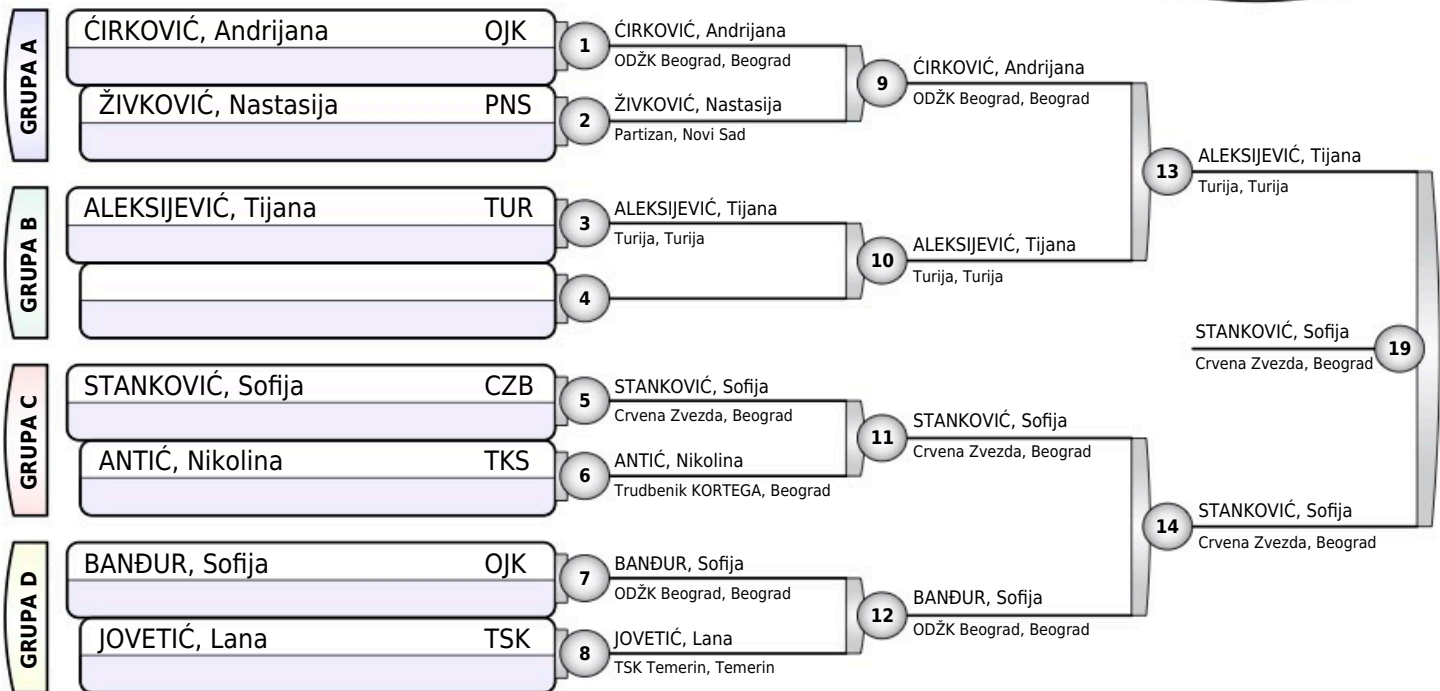 GRUPA A
ĆIRKOVIĆ, Andrijana OJK
ŽIVKOVIĆ, Nastasija PNS
1
ĆIRKOVIĆ, Andrijana
ODŽK Beograd, Beograd
2
ŽIVKOVIĆ, Nastasija
Partizan, Novi Sad
9
ĆIRKOVIĆ, Andrijana
ODŽK Beograd, Beograd
GRUPA B
ALEKSIJEVIĆ, Tijana TUR
3
ALEKSIJEVIĆ, Tijana
Turija, Turija
4
10
ALEKSIJEVIĆ, Tijana
Turija, Turija
13
ALEKSIJEVIĆ, Tijana
Turija, Turija
GRUPA C
STANKOVIĆ, Sofija CZB
ANTIĆ, Nikolina TKS
5
STANKOVIĆ, Sofija
Crvena Zvezda, Beograd
6
ANTIĆ, Nikolina
Trudbenik KORTEGA, Beograd
11
STANKOVIĆ, Sofija
Crvena Zvezda, Beograd
GRUPA D
BANĐUR, Sofija OJK
JOVETIĆ, Lana TSK
7
BANĐUR, Sofija
ODŽK Beograd, Beograd
8
JOVETIĆ, Lana
TSK Temerin, Temerin
12
BANĐUR, Sofija
ODŽK Beograd, Beograd
14
STANKOVIĆ, Sofija
Crvena Zvezda, Beograd
STANKOVIĆ, Sofija
Crvena Zvezda, Beograd
19